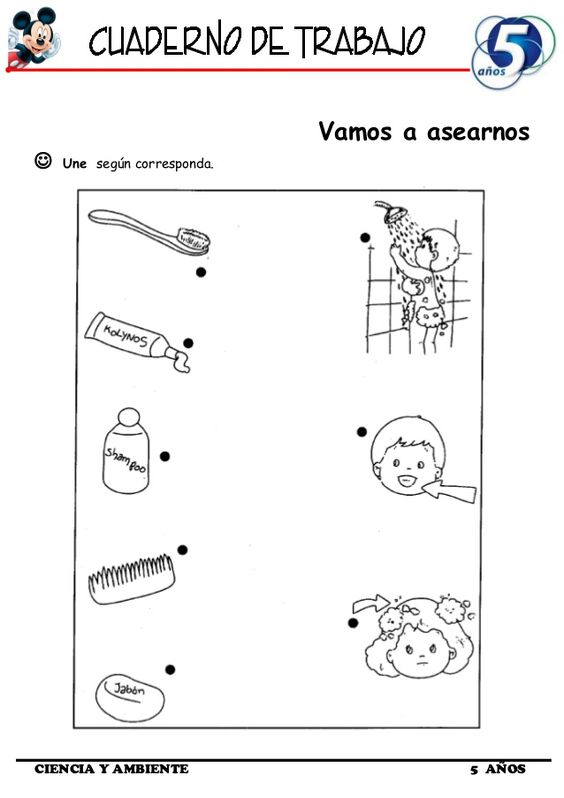 CUADERNO DE TRABAJO
5
años
Vamos a asearnos
Une según corresponda.
KOLYNOS
Shampoo
Jabón
CIENCIA Y AMBIENTE 5 AÑOS